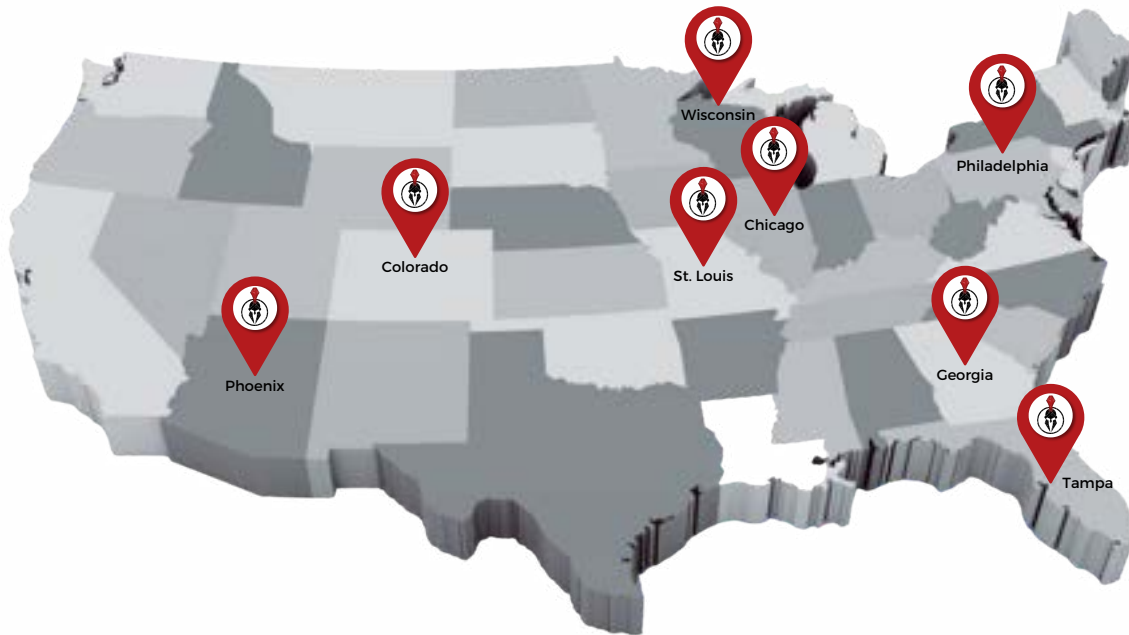 Wisconsin
Philadelphia
Chicago
Colorado
St. Louis
Georgia
Phoenix
Tampa